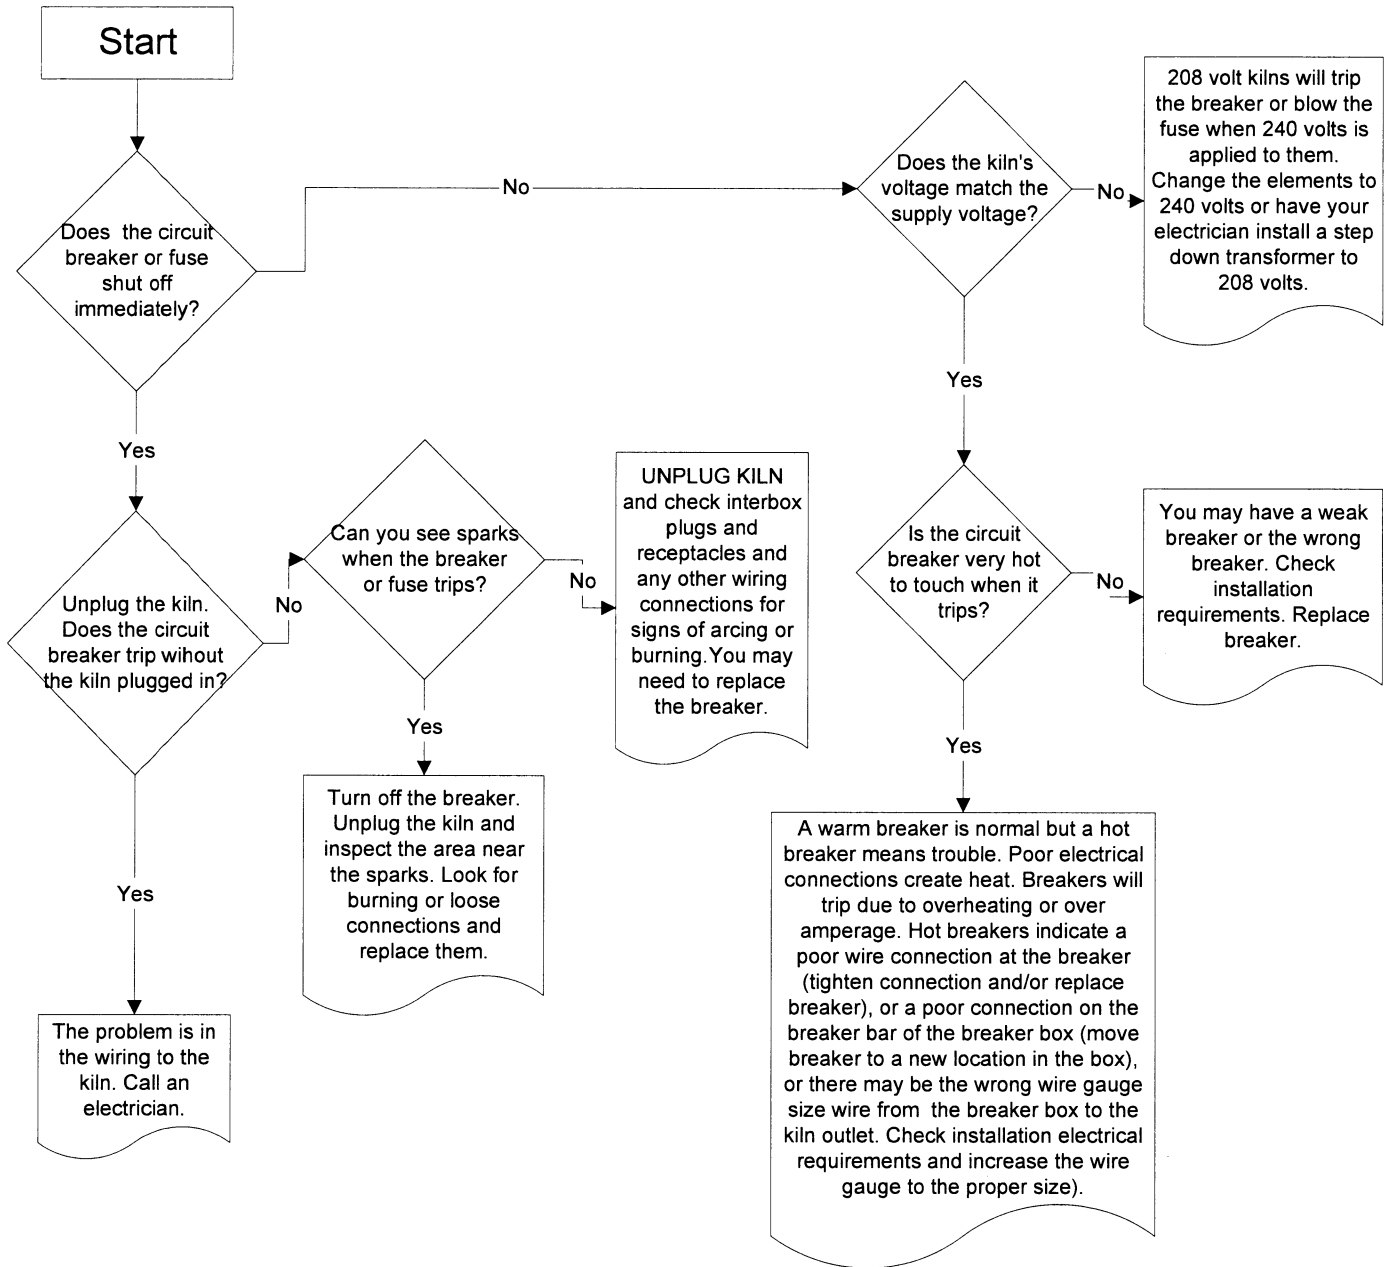 Start
Does the circuit
breaker or fuse
shut off
immediately?
No
Does the kiln's
voltage match the
supply voltage?
No
208 volt kilns will trip
the breaker or blow the
fuse when 240 volts is
applied to them.
Change the elements to
240 volts or have your
electrician install a step
down transformer to
208 volts.
Yes
Yes
Unplug the kiln.
Does the circuit
breaker trip wihout
the kiln plugged in?
No
Can you see sparks
when the breaker
or fuse trips?
No
UNPLUG KILN
and check interbox
plugs and
receptacles and
any other wiring
connections for
signs of arcing or
burning.You may
need to replace
the breaker.
Is the circuit
breaker very hot
to touch when it
trips?
No
You may have a weak
breaker or the wrong
breaker. Check
installation
requirements. Replace
breaker.
Yes
Turn off the breaker.
Unplug the kiln and
inspect the area near
the sparks. Look for
burning or loose
connections and
replace them.
Yes
A warm breaker is normal but a hot
breaker means trouble. Poor electrical
connections create heat. Breakers will
trip due to overheating or over
amperage. Hot breakers indicate a
poor wire connection at the breaker
(tighten connection and/or replace
breaker), or a poor connection on the
breaker bar of the breaker box (move
breaker to a new location in the box),
or there may be the wrong wire gauge
size wire from the breaker box to the
kiln outlet. Check installation electrical
requirements and increase the wire
gauge to the proper size).
Yes
The problem is in
the wiring to the
kiln. Call an
electrician.